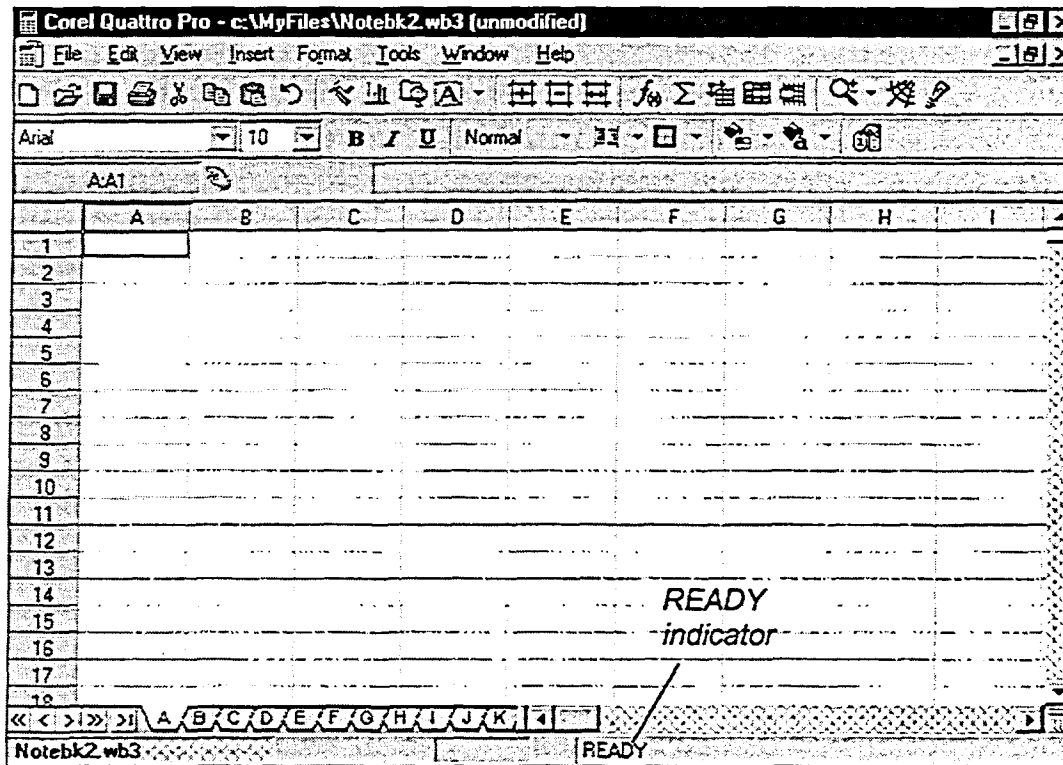 Corel Quattro Pro - c:\MyFiles\Notebk2.wb3 (unmodified)
File Edit View Insert Format Tools Window Help
Arial 10 B I U Normal
A:A1
A B C D E F G H I
1
2
3
4
5
6
7
8
9
10
11
12
13
14
15
16
17
18
READY
indicator
A B C D E F G H I J K
Notebk2.wb3 READY